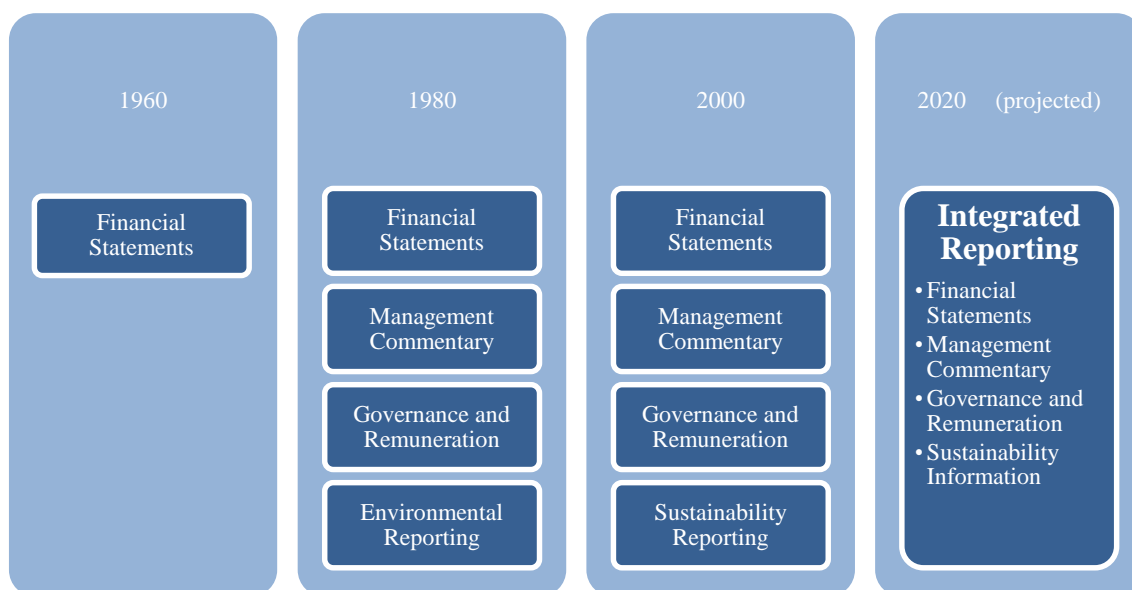 1960
Financial
Statements
1980
Financial
Statements
Management
Commentary
Governance and
Remuneration
Environmental
Reporting
2000
Financial
Statements
Management
Commentary
Governance and
Remuneration
Sustainability
Reporting
2020 (projected)
Integrated
Reporting
• Financial
Statements
• Management
Commentary
• Governance and
Remuneration
• Sustainability
Information